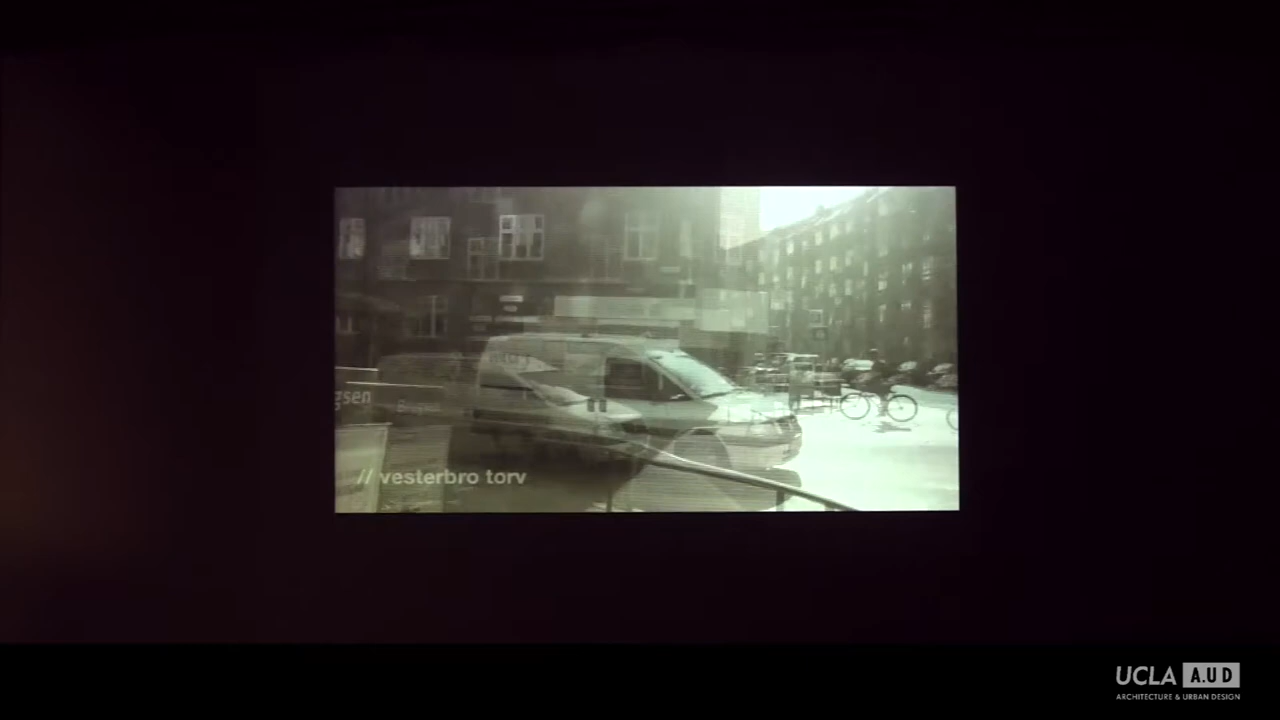 gsen
// vesterbro torv
UCLA A.UD
ARCHITECTURE & URBAN DESIGN